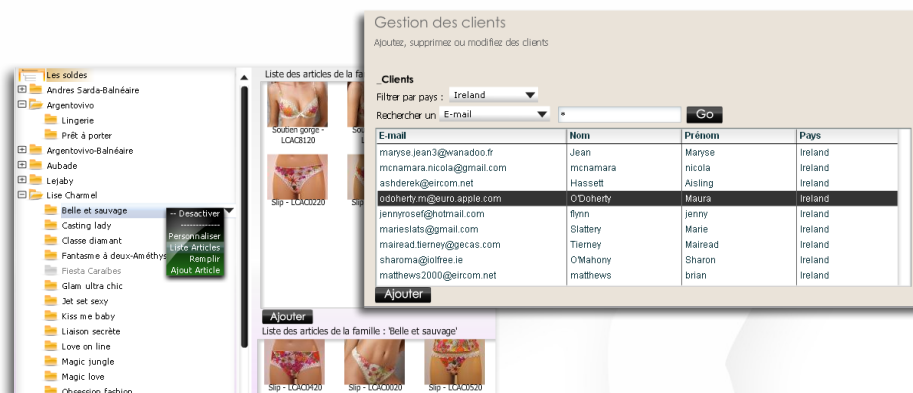 Gestion des clients
Ajoutez, supprimez ou modifiez des clients
_Clients
Filtrer par pays : Ireland
Rechercher un E-mail * Go
E-mail Nom Prénom Pays
maryse.jean3@wanadoo.fr Jean Maryse Ireland
mcnamara.nicola@gmail.com mcnamara nicola Ireland
ashderek@eircom.net Hassett Aisling Ireland
odoherty.m@euro.apple.com O'Doherty Maura Ireland
jennyrosef@hotmail.com flynn jenny Ireland
marieslats@gmail.com Slattery Marie Ireland
mairead.tierney@gecas.com Tierney Mairead Ireland
sharoma@iolfree.ie O'Mahony Sharon Ireland
matthews2000@eircom.net matthews brian Ireland
Ajouter
Les soldes
Andres Sarda-Balnéaire
Argentovivo
Lingerie
Prêt à porter
Argentovivo-Balnéaire
Aubade
Lejaby
Lise Charmel
Belle et sauvage
Casting lady
Classe diamant
Fantasme à deux-Améthys
Fiesta Caraïbes
Glam ultra chic
Jet set sexy
Kiss me baby
Liaison secrète
Love on line
Magic jungle
Magic love
Obsession fashion
-- Desactiver
------------
Personnaliser
Liste Articles
Remplir
Ajout Article
Liste des articles de la fa
Soutien gorge -
LCAC8120
Slip - LCAC0220
Ajouter
Liste des articles de la famille : 'Belle et sauvage'
Slip - LCAC0420 Slip - LCAC0020 Slip - LCAC0520